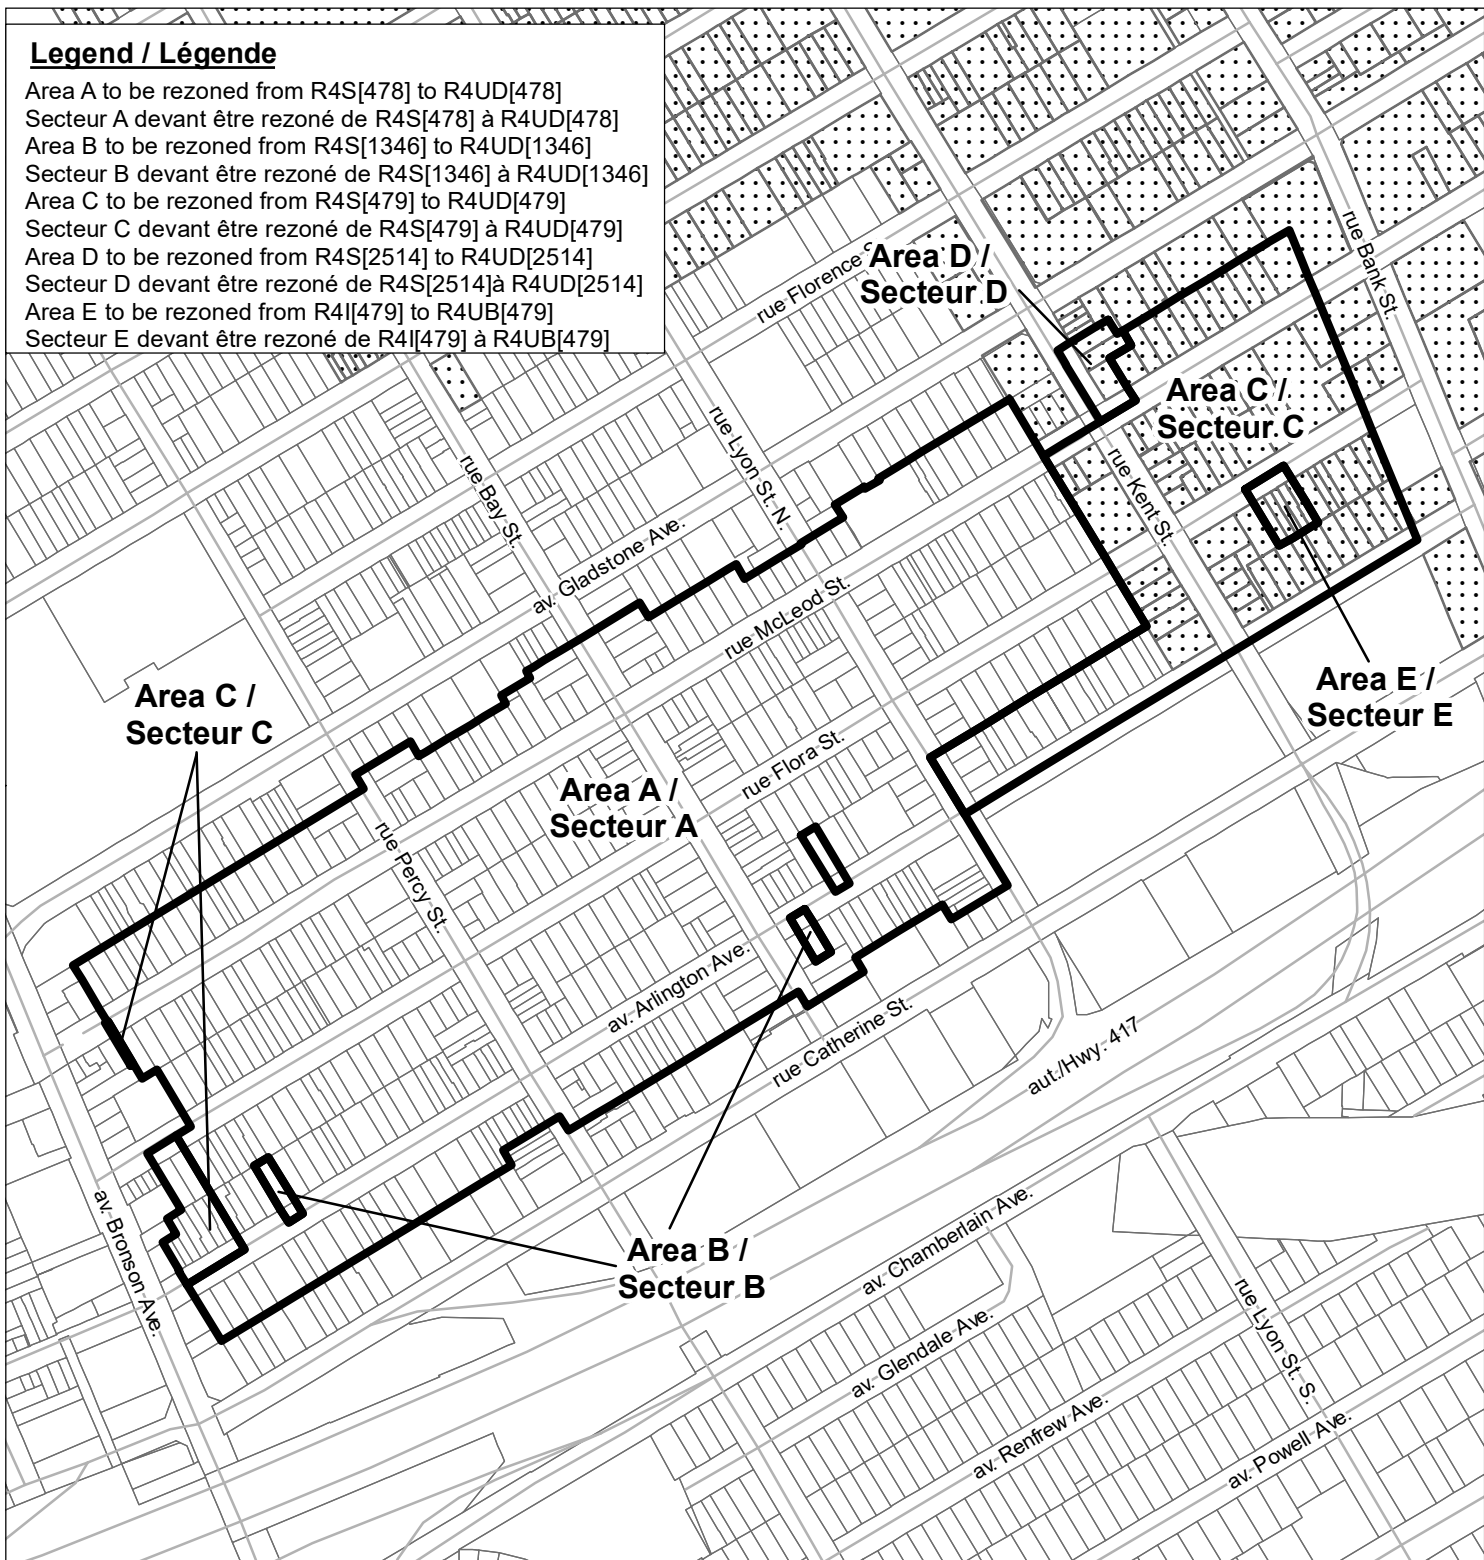 Legend / Légende
Area A to be rezoned from R4S[478] to R4UD[478]
Secteur A devant être rezoné de R4S[478] à R4UD[478]
Area B to be rezoned from R4S[1346] to R4UD[1346]
Secteur B devant être rezoné de R4S[1346] à R4UD[1346]
Area C to be rezoned from R4S[479] to R4UD[479]
Secteur C devant être rezoné de R4S[479] à R4UD[479]
Area D to be rezoned from R4S[2514] to R4UD[2514]
Secteur D devant être rezoné de R4S[2514]à R4UD[2514]
Area E to be rezoned from R4I[479] to R4UB[479]
Secteur E devant être rezoné de R4I[479] à R4UB[479]
rue Bank St.
rue Florence
Area D /
Secteur D
Area C /
Secteur C
rue Lyon St. N.
rue Kent St.
rue Bay St.
av. Gladstone Ave.
rue McLeod St.
Area C /
Secteur C
Area E /
Secteur E
rue Flora St.
Area A /
Secteur A
rue Percy St.
av. Arlington Ave.
rue Catherine St.
aut./Hwy. 417
av. Bronson Ave.
av. Chamberlain Ave.
Area B /
Secteur B
av. Glendale Ave.
rue Lyon St. S.
av. Renfrew Ave.
av. Powell Ave.